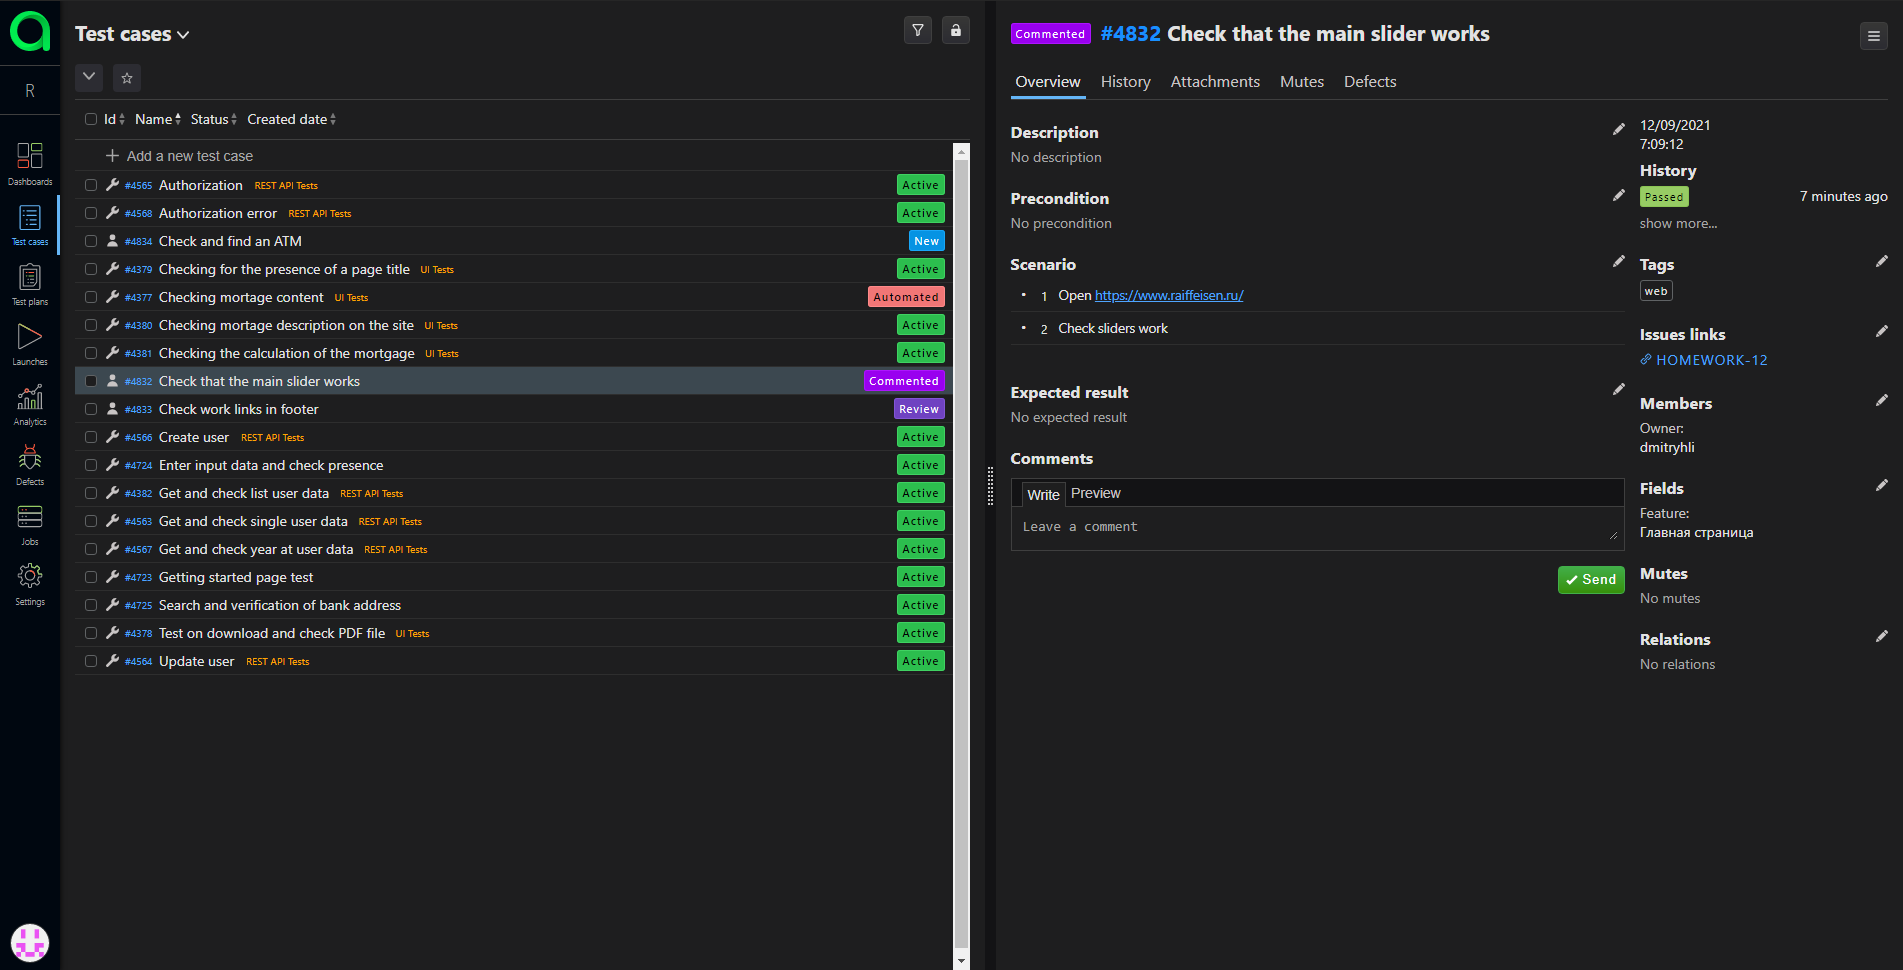 R
Dashboards
Test cases
Test plans
Launches
Analytics
Defects
Jobs
Settings
Test cases
Id Name Status Created date
Add a new test case
#4565 Authorization REST API Tests Active
#4568 Authorization error REST API Tests Active
#4834 Check and find an ATM New
#4379 Checking for the presence of a page title UI Tests Active
#4377 Checking mortage content UI Tests Automated
#4380 Checking mortage description on the site UI Tests Active
#4381 Checking the calculation of the mortgage UI Tests Active
#4832 Check that the main slider works Commented
#4833 Check work links in footer Review
#4566 Create user REST API Tests Active
#4724 Enter input data and check presence Active
#4382 Get and check list user data REST API Tests Active
#4563 Get and check single user data REST API Tests Active
#4567 Get and check year at user data REST API Tests Active
#4723 Getting started page test Active
#4725 Search and verification of bank address Active
#4378 Test on download and check PDF file UI Tests Active
#4564 Update user REST API Tests Active
Commented #4832 Check that the main slider works
Overview History Attachments Mutes Defects
Description
No description
Precondition
No precondition
Scenario
• 1 Open https://www.raiffeisen.ru/
• 2 Check sliders work
Expected result
No expected result
Comments
Write Preview
Leave a comment
Send
12/09/2021
7:09:12
History
Passed 7 minutes ago
show more...
Tags
web
Issues links
HOMEWORK-12
Members
Owner:
dmitryhli
Fields
Feature:
Главная страница
Mutes
No mutes
Relations
No relations